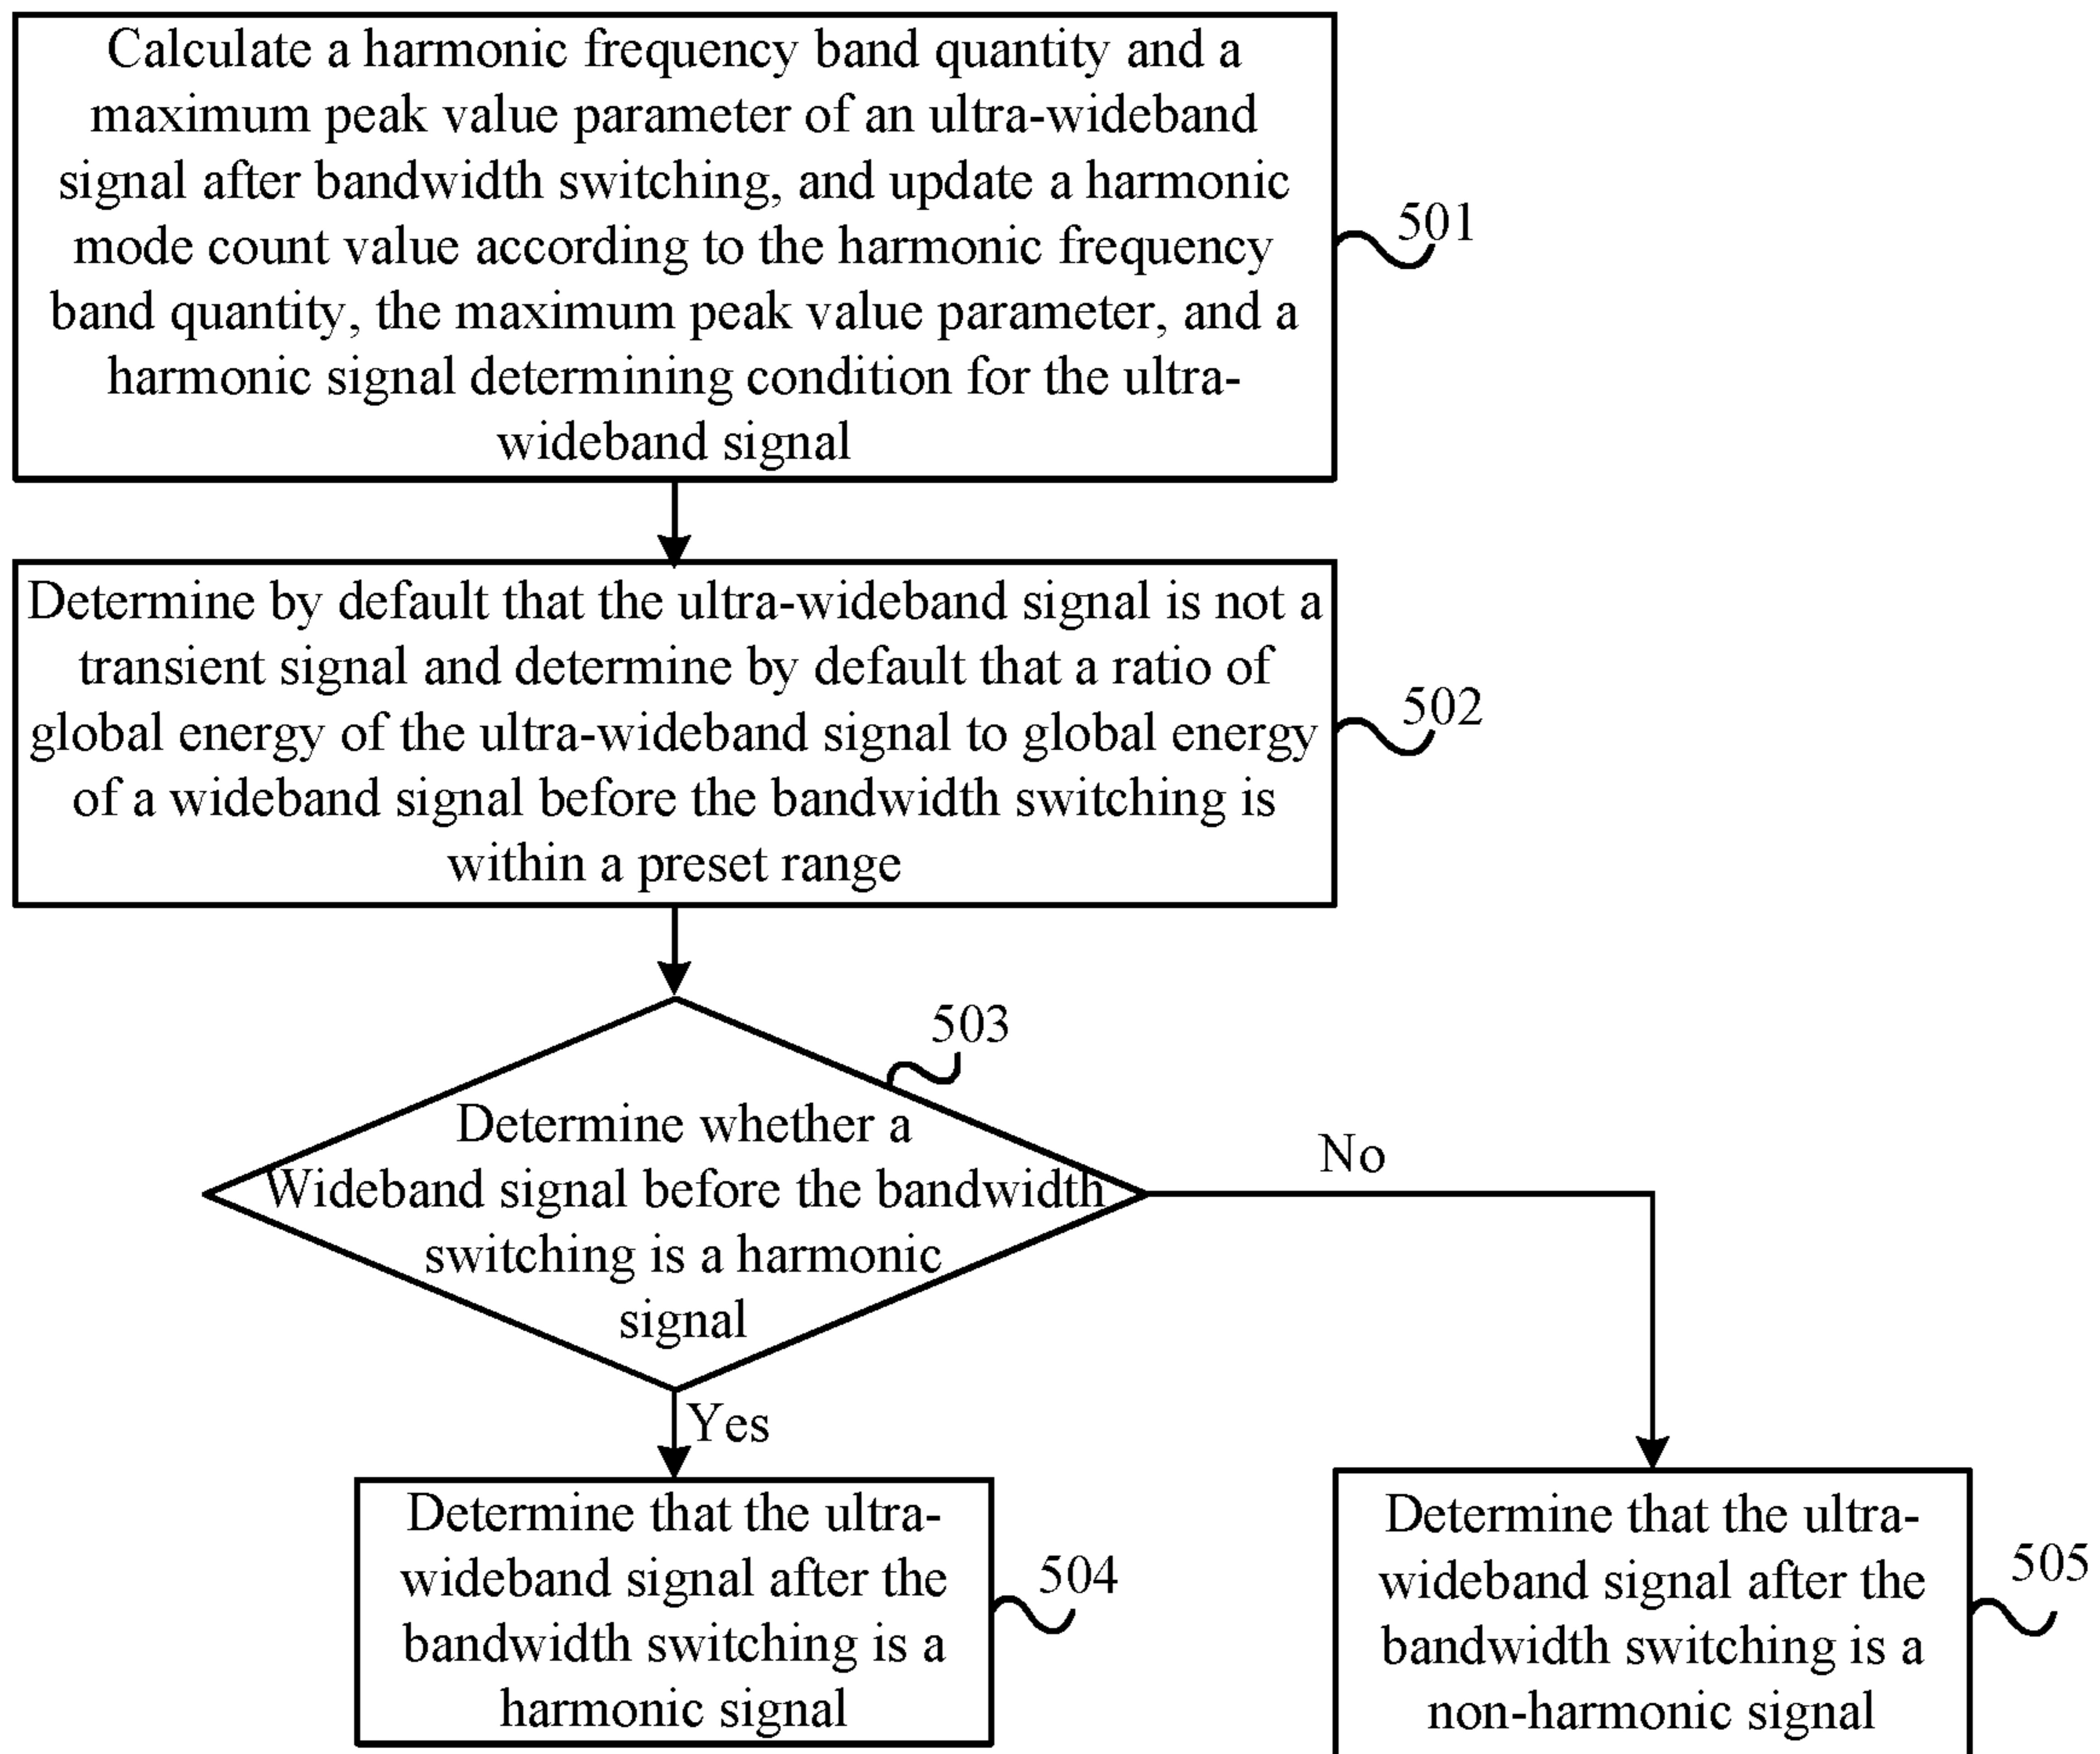 Calculate a harmonic frequency band quantity and a
maximum peak value parameter of an ultra-wideband
signal after bandwidth switching, and update a harmonic
mode count value according to the harmonic frequency
band quantity, the maximum peak value parameter, and a
harmonic signal determining condition for the ultra-
wideband signal
501
Determine by default that the ultra-wideband signal is not a
transient signal and determine by default that a ratio of
global energy of the ultra-wideband signal to global energy
of a wideband signal before the bandwidth switching is
within a preset range
502
503
Determine whether a
Wideband signal before the bandwidth
switching is a harmonic
signal
No
Yes
Determine that the ultra-
wideband signal after the
bandwidth switching is a
harmonic signal
504
Determine that the ultra-
wideband signal after the
bandwidth switching is a
non-harmonic signal
505